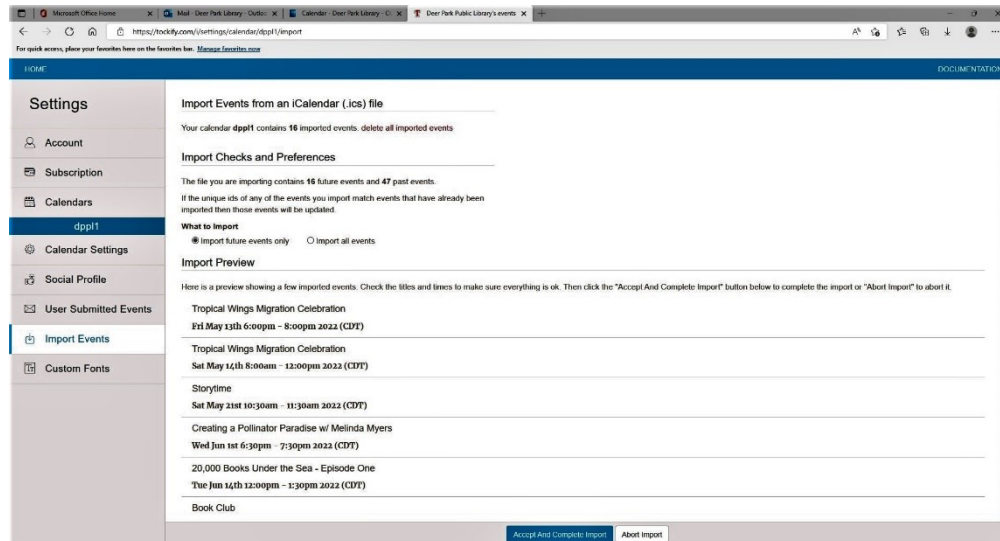 Microsoft Office Home
Mail - Deer Park Library - Outloo
Calendar - Deer Park Library - O
Deer Park Public Library's events
https://tockify.com/i/settings/calendar/dppl1/import
For quick access, place your favorites here on the favorites bar. Manage favorites now
HOME
DOCUMENTATION
Settings
Account
Subscription
Calendars
dppl1
Calendar Settings
Social Profile
User Submitted Events
Import Events
Custom Fonts
Import Events from an iCalendar (.ics) file
Your calendar dppl1 contains 16 imported events. delete all imported events
Import Checks and Preferences
The file you are importing contains 16 future events and 47 past events.
If the unique ids of any of the events you import match events that have already been
imported then those events will be updated.
What to Import
Import future events only
Import all events
Import Preview
Here is a preview showing a few imported events. Check the titles and times to make sure everything is ok. Then click the "Accept And Complete Import" button below to complete the import or "Abort Import" to abort it.
Tropical Wings Migration Celebration
Fri May 13th 6:00pm - 8:00pm 2022 (CDT)
Tropical Wings Migration Celebration
Sat May 14th 8:00am - 12:00pm 2022 (CDT)
Storytime
Sat May 21st 10:30am - 11:30am 2022 (CDT)
Creating a Pollinator Paradise w/ Melinda Myers
Wed Jun 1st 6:30pm - 7:30pm 2022 (CDT)
20,000 Books Under the Sea - Episode One
Tue Jun 14th 12:00pm - 1:30pm 2022 (CDT)
Book Club
Accept And Complete Import
Abort Import